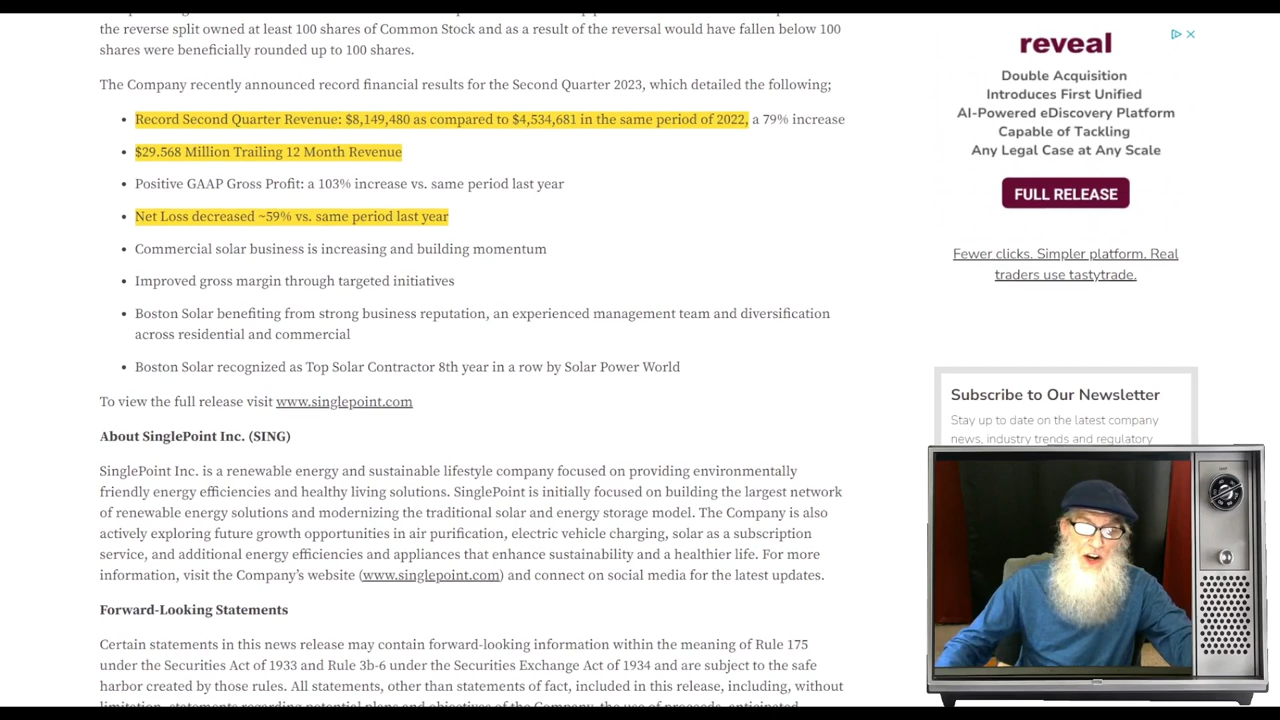 the reverse split owned at least 100 shares of Common Stock and as a result of the reversal would have fallen below 100
shares were beneficially rounded up to 100 shares.
The Company recently announced record financial results for the Second Quarter 2023, which detailed the following;
• Record Second Quarter Revenue: $8,149,480 as compared to $4,534,681 in the same period of 2022, a 79% increase
• $29.568 Million Trailing 12 Month Revenue
• Positive GAAP Gross Profit: a 103% increase vs. same period last year
• Net Loss decreased ~59% vs. same period last year
• Commercial solar business is increasing and building momentum
• Improved gross margin through targeted initiatives
• Boston Solar benefiting from strong business reputation, an experienced management team and diversification
across residential and commercial
• Boston Solar recognized as Top Solar Contractor 8th year in a row by Solar Power World
To view the full release visit www.singlepoint.com
About SinglePoint Inc. (SING)
SinglePoint Inc. is a renewable energy and sustainable lifestyle company focused on providing environmentally
friendly energy efficiencies and healthy living solutions. SinglePoint is initially focused on building the largest network
of renewable energy solutions and modernizing the traditional solar and energy storage model. The Company is also
actively exploring future growth opportunities in air purification, electric vehicle charging, solar as a subscription
service, and additional energy efficiencies and appliances that enhance sustainability and a healthier life. For more
information, visit the Company's website (www.singlepoint.com) and connect on social media for the latest updates.
Forward-Looking Statements
Certain statements in this news release may contain forward-looking information within the meaning of Rule 175
under the Securities Act of 1933 and Rule 3b-6 under the Securities Exchange Act of 1934 and are subject to the safe
harbor created by those rules. All statements, other than statements of fact, included in this release, including, without
limitation, statements regarding potential plans and objectives of the Company, the use of proceeds, anticipated
reveal
Double Acquisition
Introduces First Unified
AI-Powered eDiscovery Platform
Capable of Tackling
Any Legal Case at Any Scale
FULL RELEASE
Fewer clicks. Simpler platform. Real
traders use tastytrade.
Subscribe to Our Newsletter
Stay up to date on the latest company
news, industry trends and regulatory